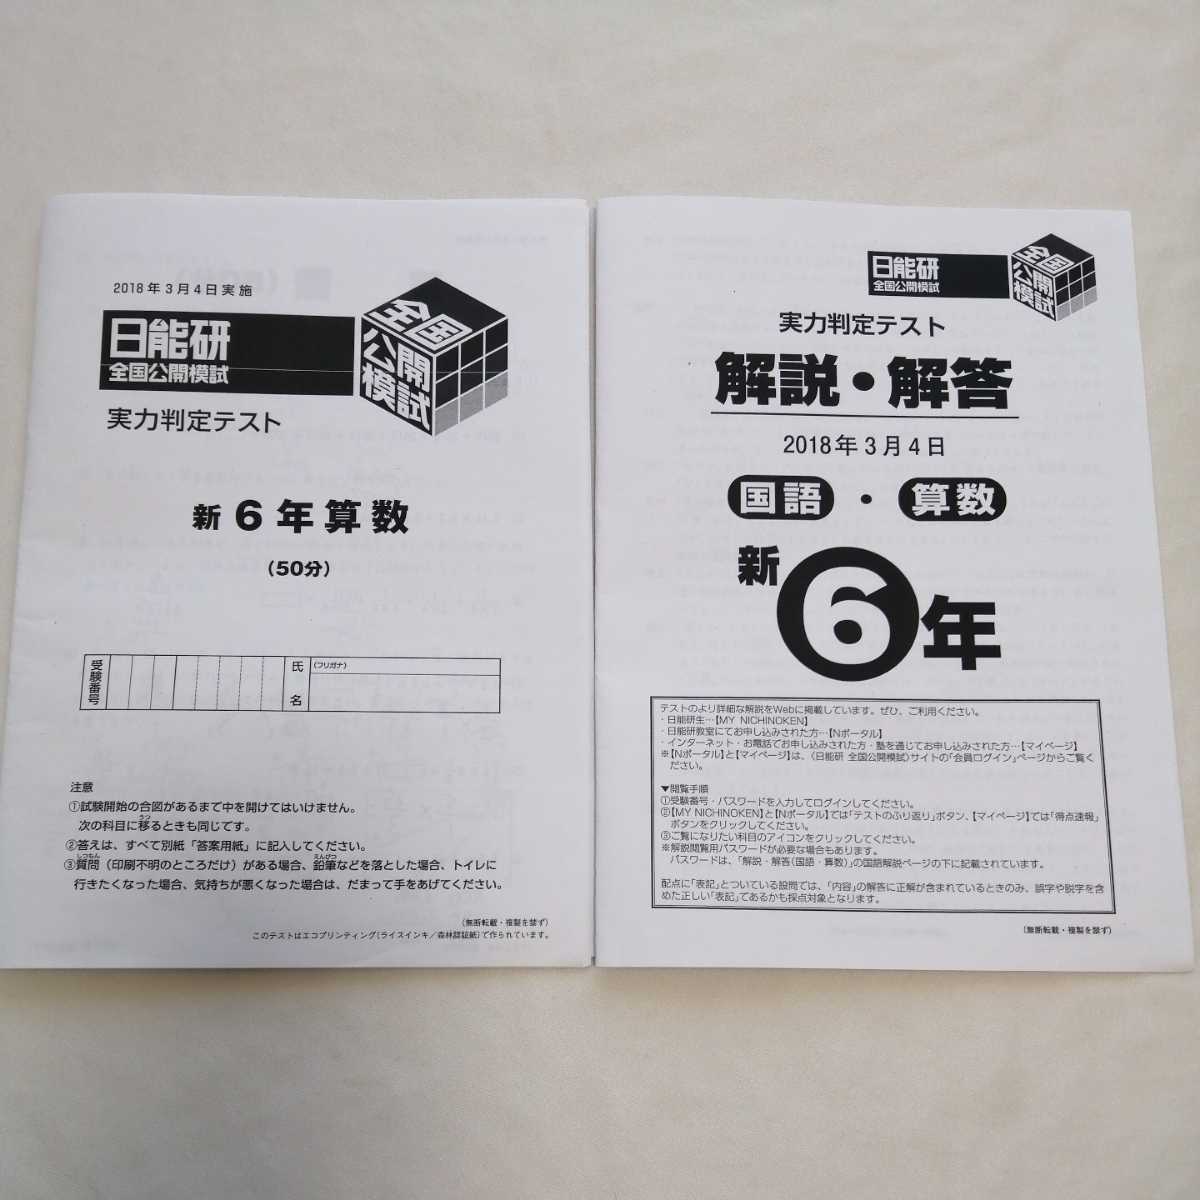 2018年3月4日実施
日能研
全国公開模試
全国
公開
模試
実力判定テスト
新6年算数
(50分)
受験番号
氏名
(フリガナ)
注意
①試験開始の合図があるまで中を開けてはいけません。
次の科目に移るときも同じです。
②答えは、すべて別紙「答案用紙」に記入してください。
③質問(印刷不明のところだけ)がある場合、鉛筆などを落とした場合、トイレに
行きたくなった場合、気持ちが悪くなった場合は、だまって手をあげてください。
(無断転載・複製を禁ず)
このテストはエコプリンティング(ライスインキ/森林認証紙)で作られています。
日能研
全国公開模試
全国
公開
模試
実力判定テスト
解説・解答
2018年3月4日
国語・算数
新6年
テストのより詳細な解説をWebに掲載しています。ぜひ、ご利用ください。
・日能研生…【MY NICHINOKEN】
・日能研教室にてお申し込みされた方…【Nポータル】
・インターネット・お電話でお申し込みされた方・塾を通じてお申し込みされた方…【マイページ】
※【Nポータル】と【マイページ】は、〈日能研 全国公開模試〉サイトの「会員ログイン」ページからご覧く
ださい。
▼閲覧手順
①受験番号・パスワードを入力してログインしてください。
②【MY NICHINOKEN】と【Nポータル】では「テストのふり返り」ボタン、【マイページ】では「得点速報」
ボタンをクリックしてください。
③ご覧になりたい科目のアイコンをクリックしてください。
※解説閲覧用パスワードが必要な場合もあります。
パスワードは、「解説・解答(国語・算数)」の国語解説ページの下に記載されています。
配点に「表記」とついている設問では、「内容」の解答に正解が含まれているときのみ、誤字や脱字を含
めた正しい「表記」であるかも採点対象となります。
(無断転載・複製を禁ず)